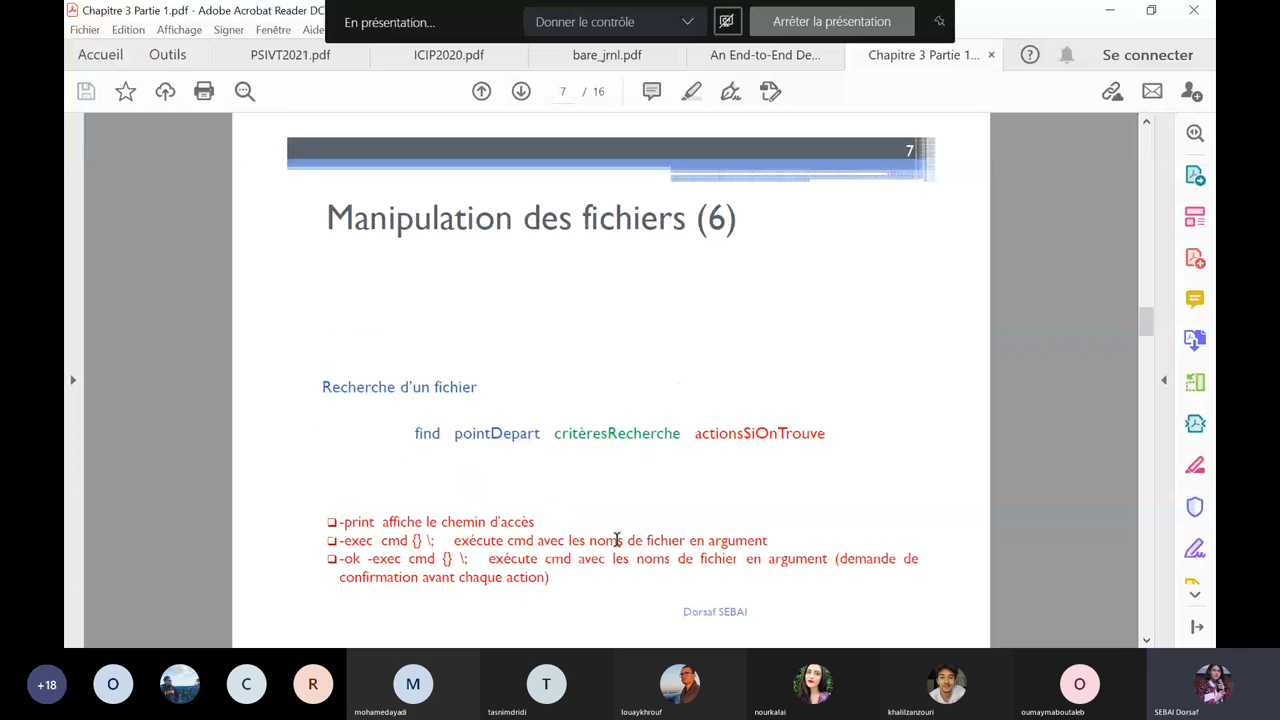 Chapitre 3 Partie 1.pdf - Adobe Acrobat Reader DC
En présentation...
Donner le contrôle
Arrêter la présentation
Fichier Edition Affichage Signer Fenêtre Aide
Accueil Outils PSIVT2021.pdf ICIP2020.pdf bare_jrnl.pdf An End-to-End De... Chapitre 3 Partie 1... × Se connecter
7 / 16
7
Manipulation des fichiers (6)
Recherche d'un fichier
find pointDepart critèresRecherche actionsSiOnTrouve
-print affiche le chemin d'accès
-exec cmd {} \; exécute cmd avec les noms de fichier en argument
-ok -exec cmd {} \; exécute cmd avec les noms de fichier en argument (demande de
confirmation avant chaque action)
Dorsaf SEBAI
+18 O C R M T O
mohamedayadi tasnimdridi louaykhrouf nourkalai khalilzanzouri oumaymaboutaleb SEBAI Dorsaf